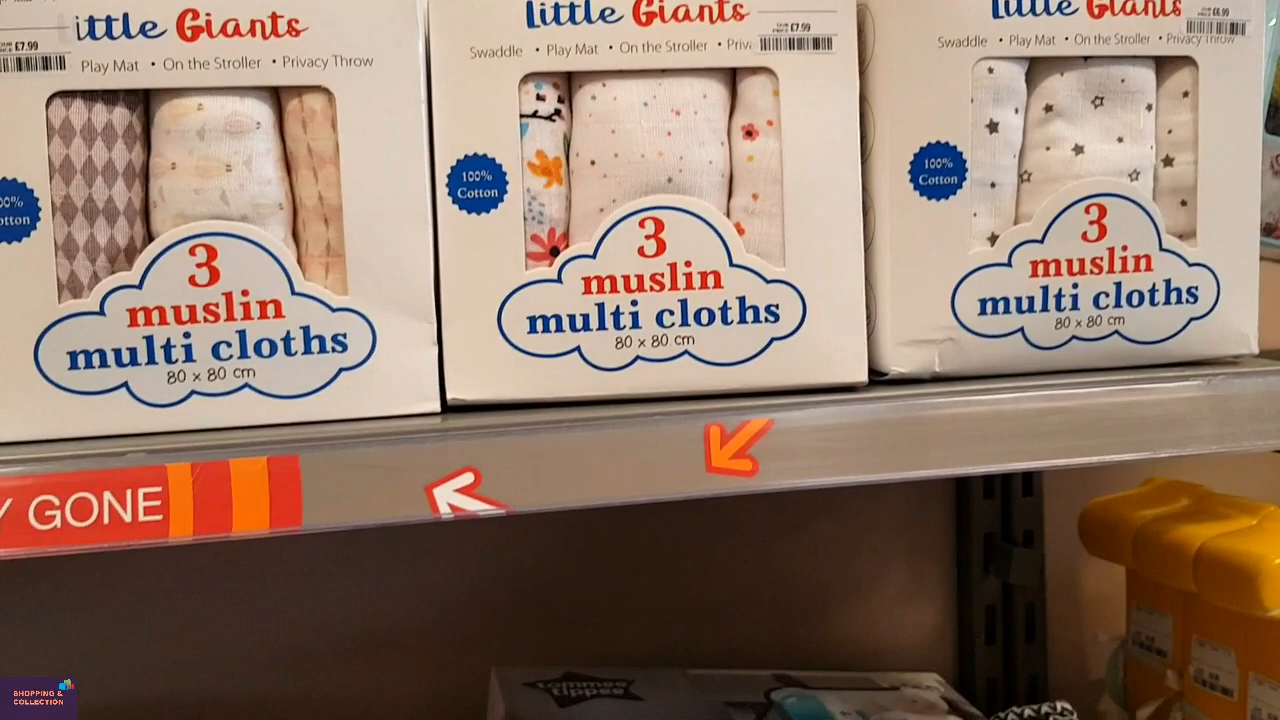 Little Giants
£7.99
Play Mat • On the Stroller • Privacy Throw
100%
Cotton
3
muslin
multi cloths
80 x 80 cm
Little Giants
£7.99
Swaddle • Play Mat • On the Stroller • Priva
100%
Cotton
3
muslin
multi cloths
80 x 80 cm
Little Giants
£6.99
Swaddle • Play Mat • On the Stroller • Privacy Throw
100%
Cotton
3
muslin
multi cloths
80 x 80 cm
Y GONE
tommee
tippee
SHOPPING &
COLLECTION